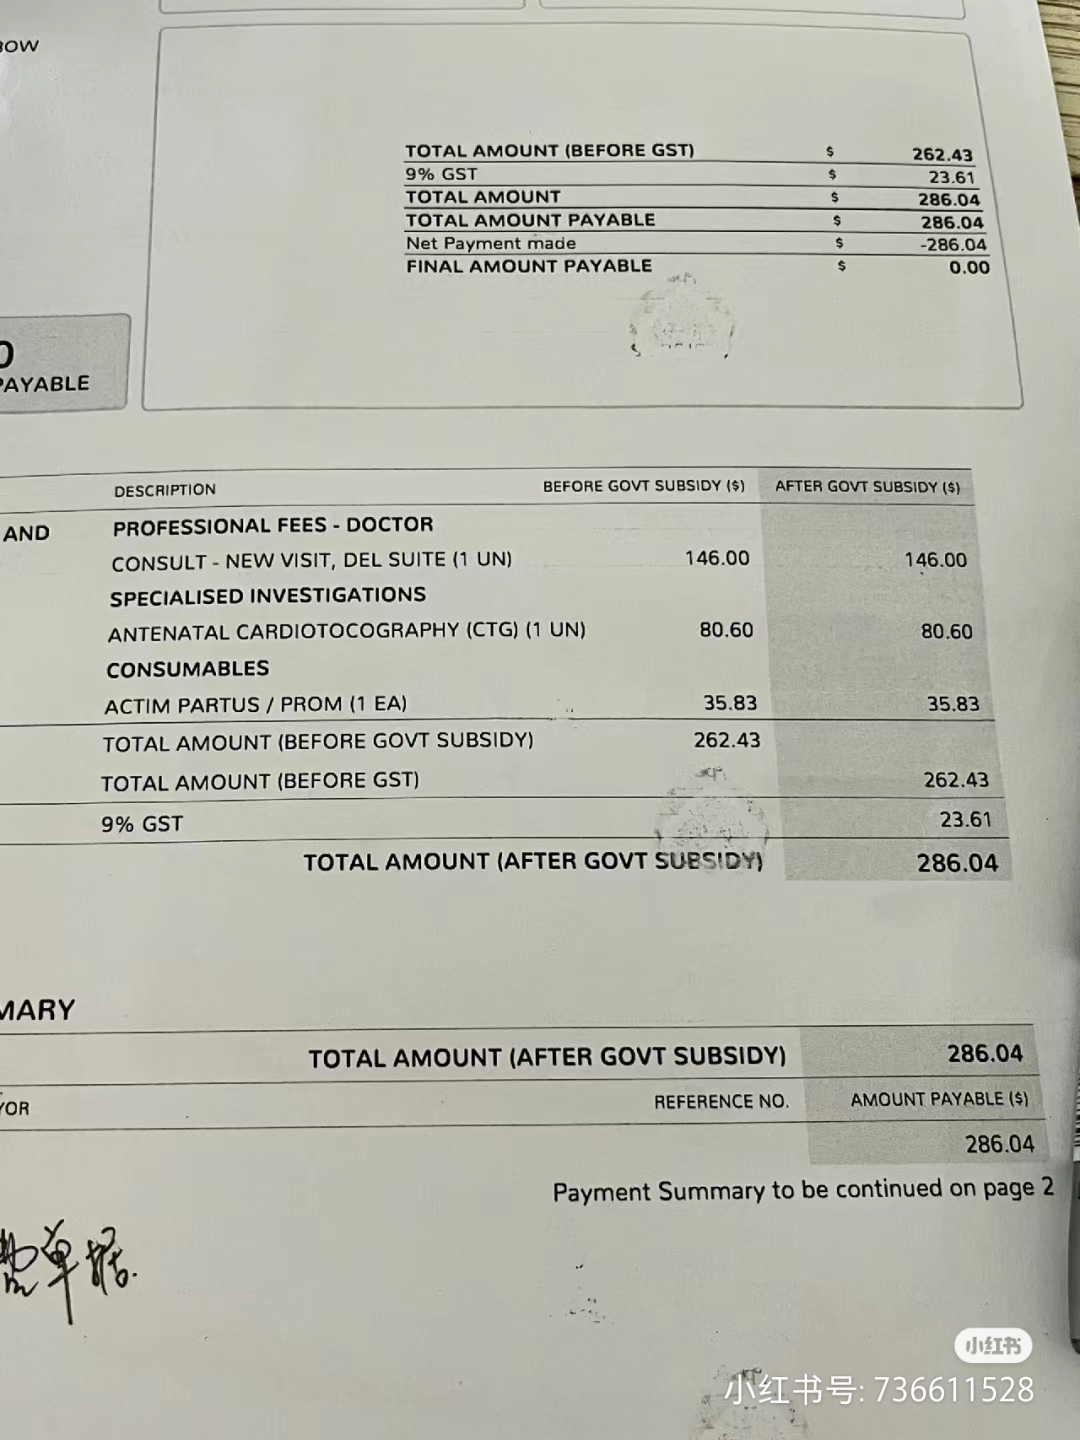 TOTAL AMOUNT (BEFORE GST) $ 262.43
9% GST $ 23.61
TOTAL AMOUNT $ 286.04
TOTAL AMOUNT PAYABLE $ 286.04
Net Payment made $ -286.04
FINAL AMOUNT PAYABLE $ 0.00
PAYABLE
DESCRIPTION BEFORE GOVT SUBSIDY ($) AFTER GOVT SUBSIDY ($)
AND PROFESSIONAL FEES - DOCTOR
CONSULT - NEW VISIT, DEL SUITE (1 UN) 146.00 146.00
SPECIALISED INVESTIGATIONS
ANTENATAL CARDIOTOCOGRAPHY (CTG) (1 UN) 80.60 80.60
CONSUMABLES
ACTIM PARTUS / PROM (1 EA) 35.83 35.83
TOTAL AMOUNT (BEFORE GOVT SUBSIDY) 262.43
TOTAL AMOUNT (BEFORE GST) 262.43
9% GST 23.61
TOTAL AMOUNT (AFTER GOVT SUBSIDY) 286.04
MARY
TOTAL AMOUNT (AFTER GOVT SUBSIDY) 286.04
YOR REFERENCE NO. AMOUNT PAYABLE ($)
286.04
Payment Summary to be continued on page 2
单据.
小红书
小红书号: 736611528